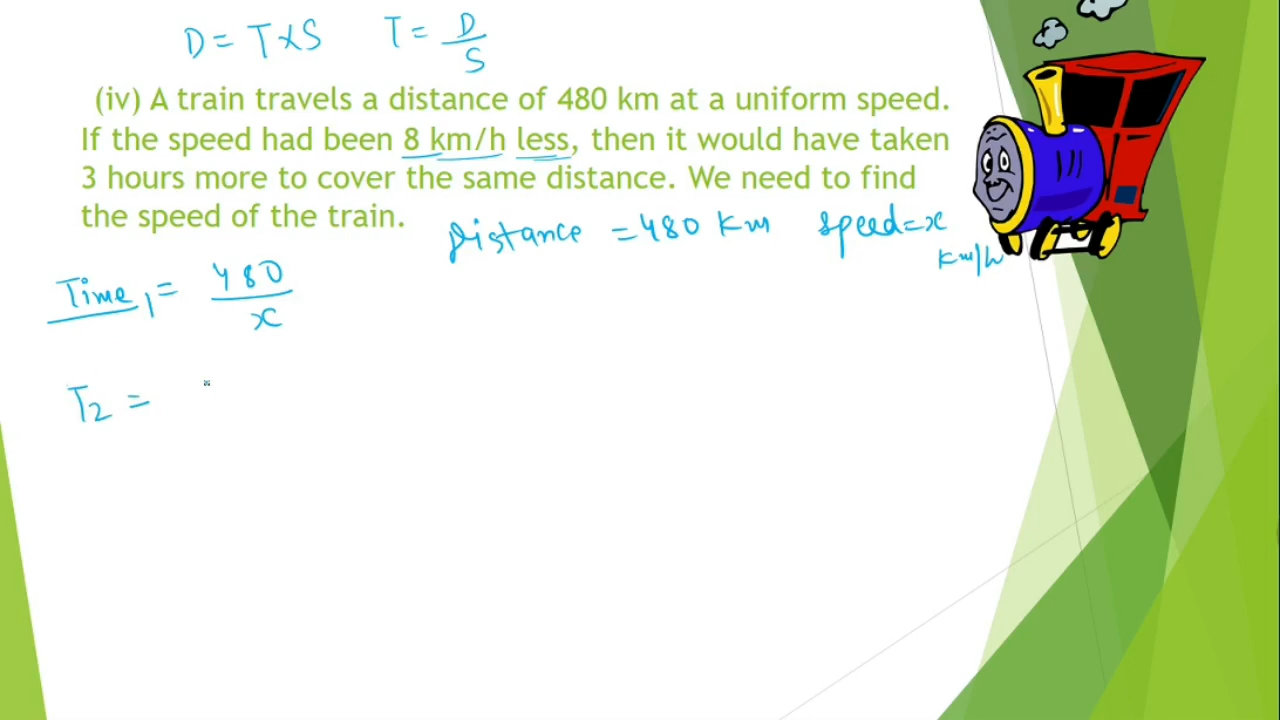 D = T x S T = D/S
(iv) A train travels a distance of 480 km at a uniform speed.
If the speed had been 8 km/h less, then it would have taken
3 hours more to cover the same distance. We need to find
the speed of the train.
Distance = 480 Km speed = x
Km/h
Time₁ = 480/x
T₂ =